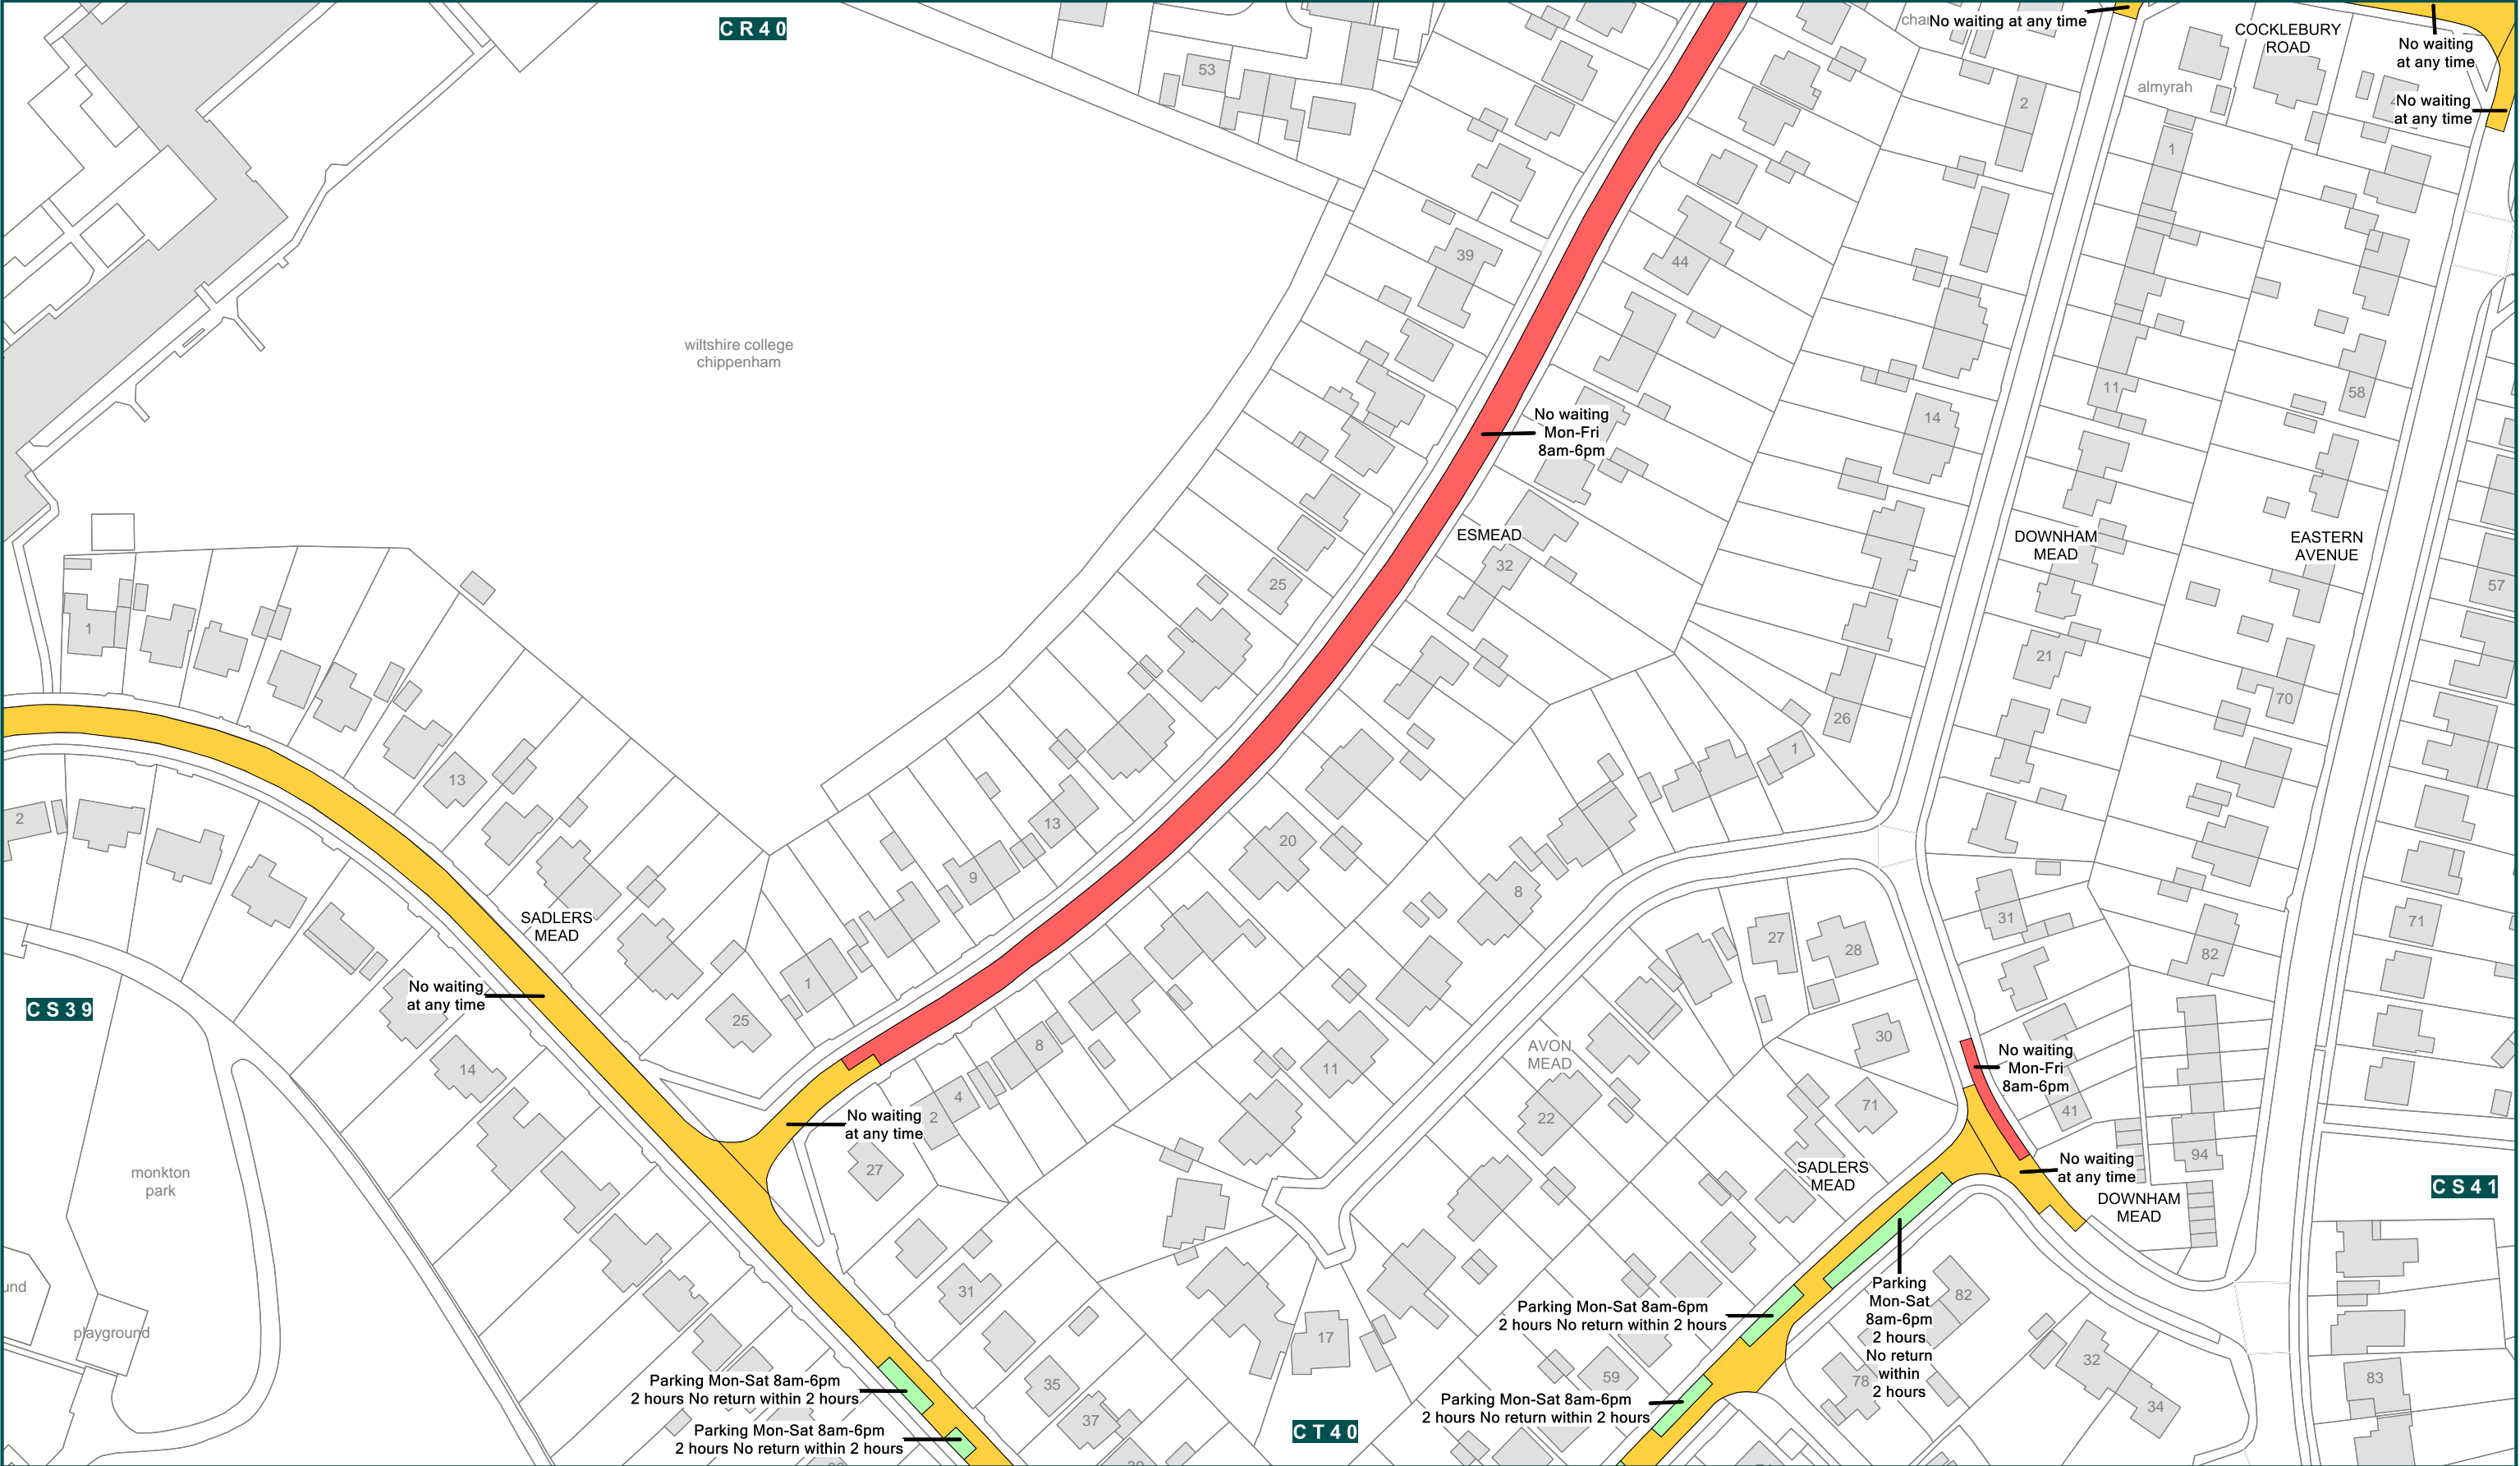 CR40
No waiting at any time
COCKLEBURY
ROAD
No waiting
at any time
53
2
almyrah
No waiting
at any time
1
39
44
wiltshire college
chippenham
11
58
14
No waiting
Mon-Fri
8am-6pm
ESMEAD
DOWNHAM
MEAD
EASTERN
AVENUE
32
25
57
1
21
70
26
1
13
2
13
20
9
8
SADLERS
MEAD
31
71
27
28
82
No waiting
at any time
1
CS39
25
30
8
AVON
MEAD
No waiting
Mon-Fri
8am-6pm
14
11
4
2
No waiting
at any time
22
71
41
27
monkton
park
SADLERS
MEAD
No waiting
at any time
94
CS41
DOWNHAM
MEAD
31
Parking
Mon-Sat
8am-6pm
2 hours
No return
within
2 hours
82
Parking Mon-Sat 8am-6pm
2 hours No return within 2 hours
playground
17
32
59
78
83
35
Parking Mon-Sat 8am-6pm
2 hours No return within 2 hours
Parking Mon-Sat 8am-6pm
2 hours No return within 2 hours
34
37
Parking Mon-Sat 8am-6pm
2 hours No return within 2 hours
CT40